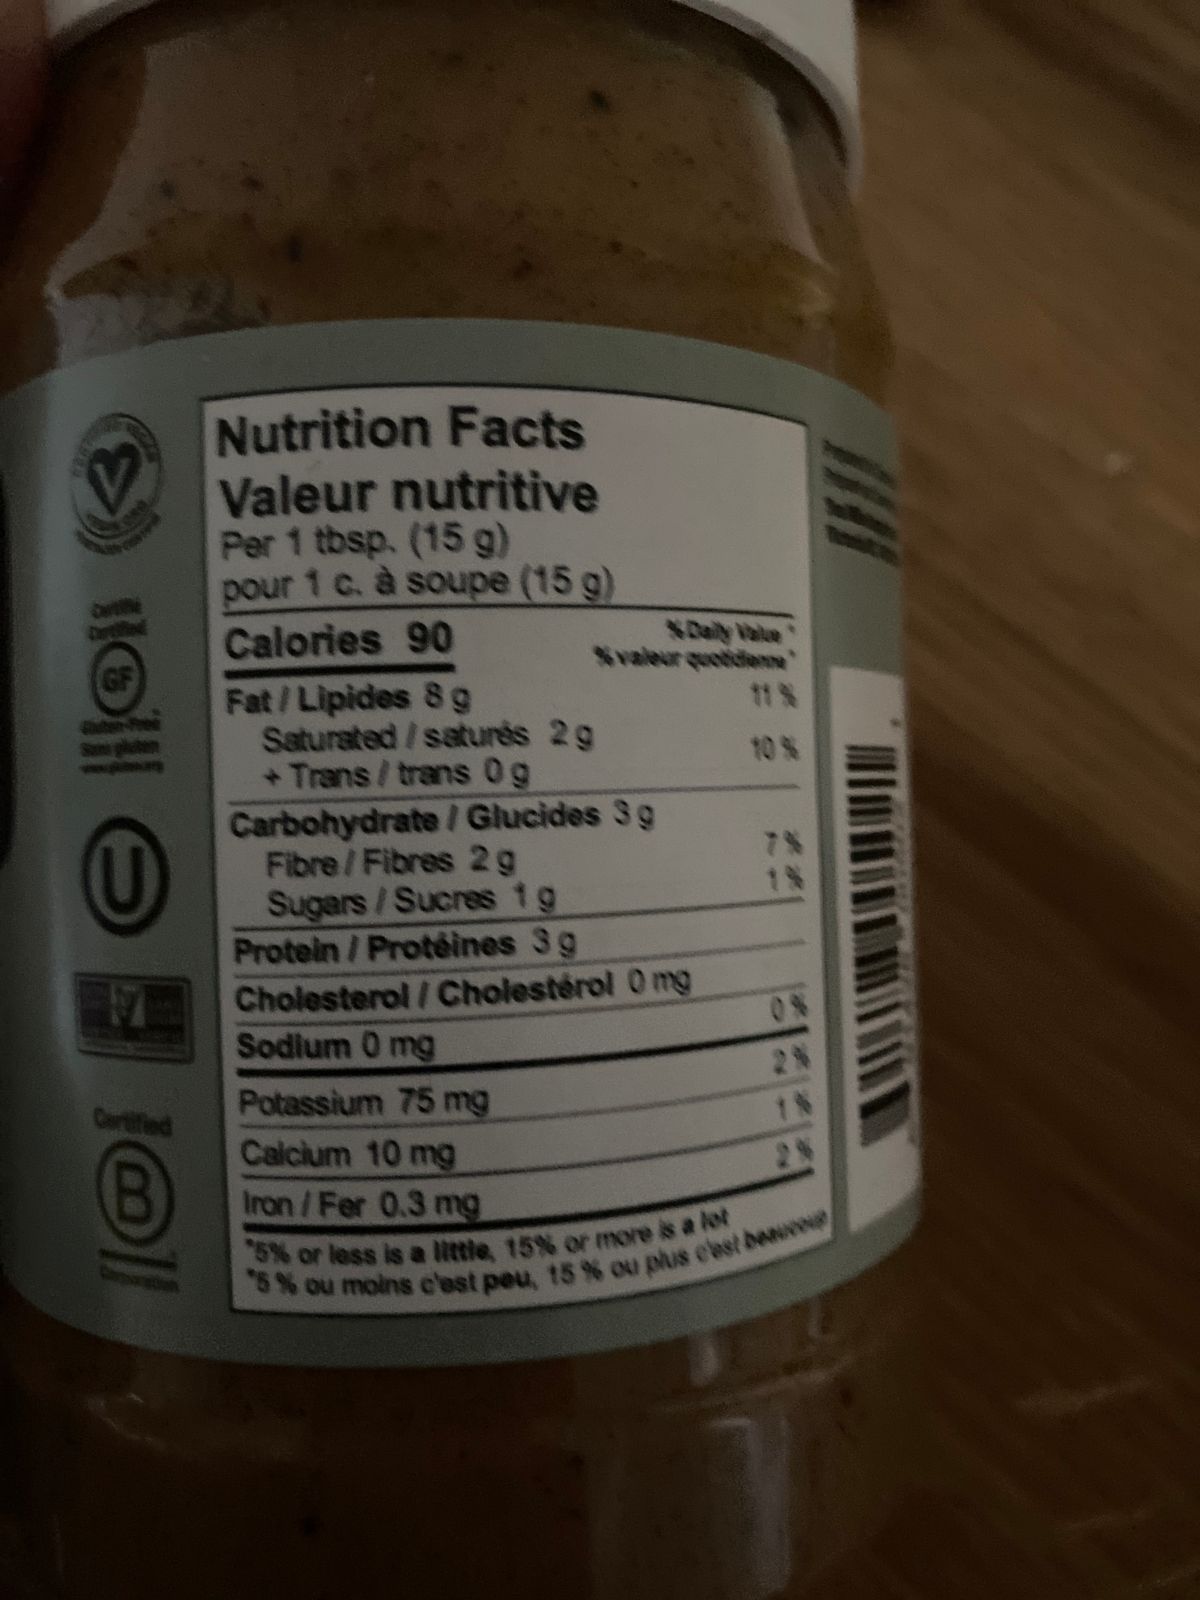 Nutrition Facts
Valeur nutritive
Per 1 tbsp. (15 g)
pour 1 c. à soupe (15 g)
Calories 90
% Daily Value*
% valeur quotidienne*
Fat / Lipides 8 g 11 %
Saturated / saturés 2 g
+ Trans / trans 0 g 10 %
Carbohydrate / Glucides 3 g
Fibre / Fibres 2 g 7 %
Sugars / Sucres 1 g 1 %
Protein / Protéines 3 g
Cholesterol / Cholestérol 0 mg
Sodium 0 mg 0 %
Potassium 75 mg 2 %
Calcium 10 mg 1 %
Iron / Fer 0.3 mg 2 %
*5% or less is a little, 15% or more is a lot
*5 % ou moins c'est peu, 15 % ou plus c'est beaucoup
V
Certifié
Certified
GF
Gluten-Free
Sans gluten
U
Certified
B
Corporation